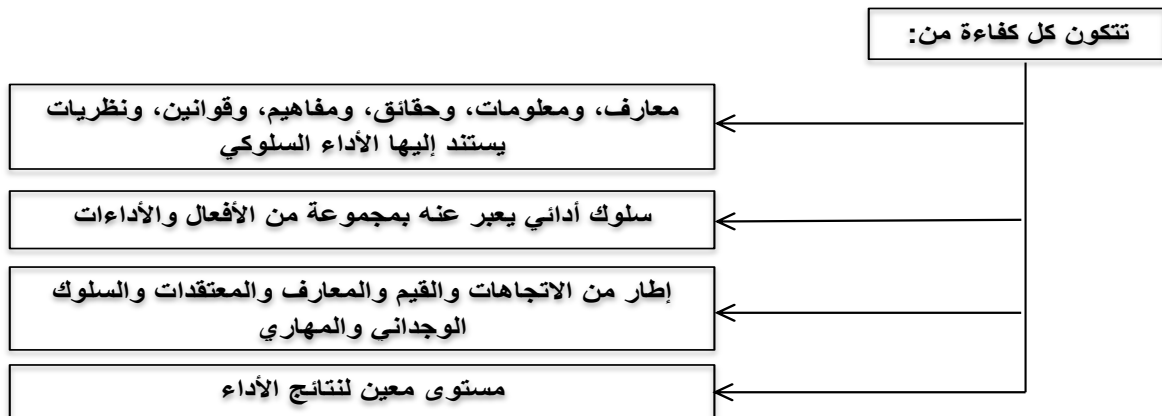 تتكون كل كفاءة من:
معارف، ومعلومات، وحقائق، ومفاهيم، وقوانين، ونظريات
يستند إليها الأداء السلوكي
سلوك أدائي يعبر عنه بمجموعة من الأفعال والأداءات
إطار من الاتجاهات والقيم والمعارف والمعتقدات والسلوك
الوجداني والمهاري
مستوى معين لنتائج الأداء